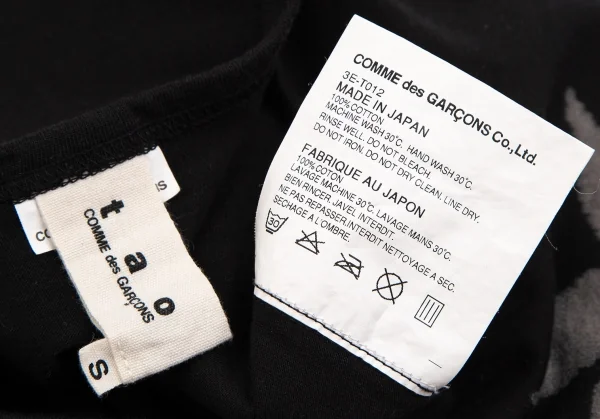 COMME des GARÇONS Co., Ltd.
3E-T012
MADE IN JAPAN
100% COTTON
MACHINE WASH 30°C. HAND WASH 30°C.
RINSE WELL. DO NOT BLEACH.
DO NOT IRON. DO NOT DRY CLEAN. LINE DRY.
FABRIQUE AU JAPON
100% COTON
LAVAGE MACHINE 30°C. LAVAGE MAINS 30°C.
BIEN RINCER. JAVEL INTERDIT.
NE PAS REPASSER. INTERDIT NETTOYAGE A SEC.
SECHAGE A L'OMBRE.
30
tao
COMME des GARÇONS
S
S